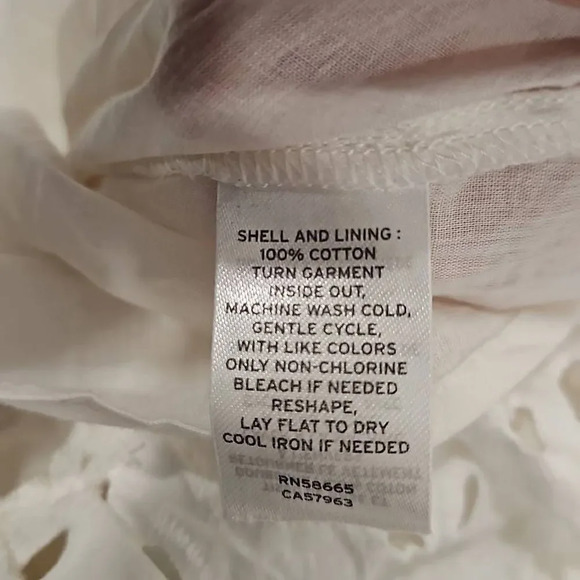 SHELL AND LINING :
100% COTTON
TURN GARMENT
INSIDE OUT,
MACHINE WASH COLD,
GENTLE CYCLE,
WITH LIKE COLORS
ONLY NON-CHLORINE
BLEACH IF NEEDED
RESHAPE,
LAY FLAT TO DRY
COOL IRON IF NEEDED
RN58665
CA57963